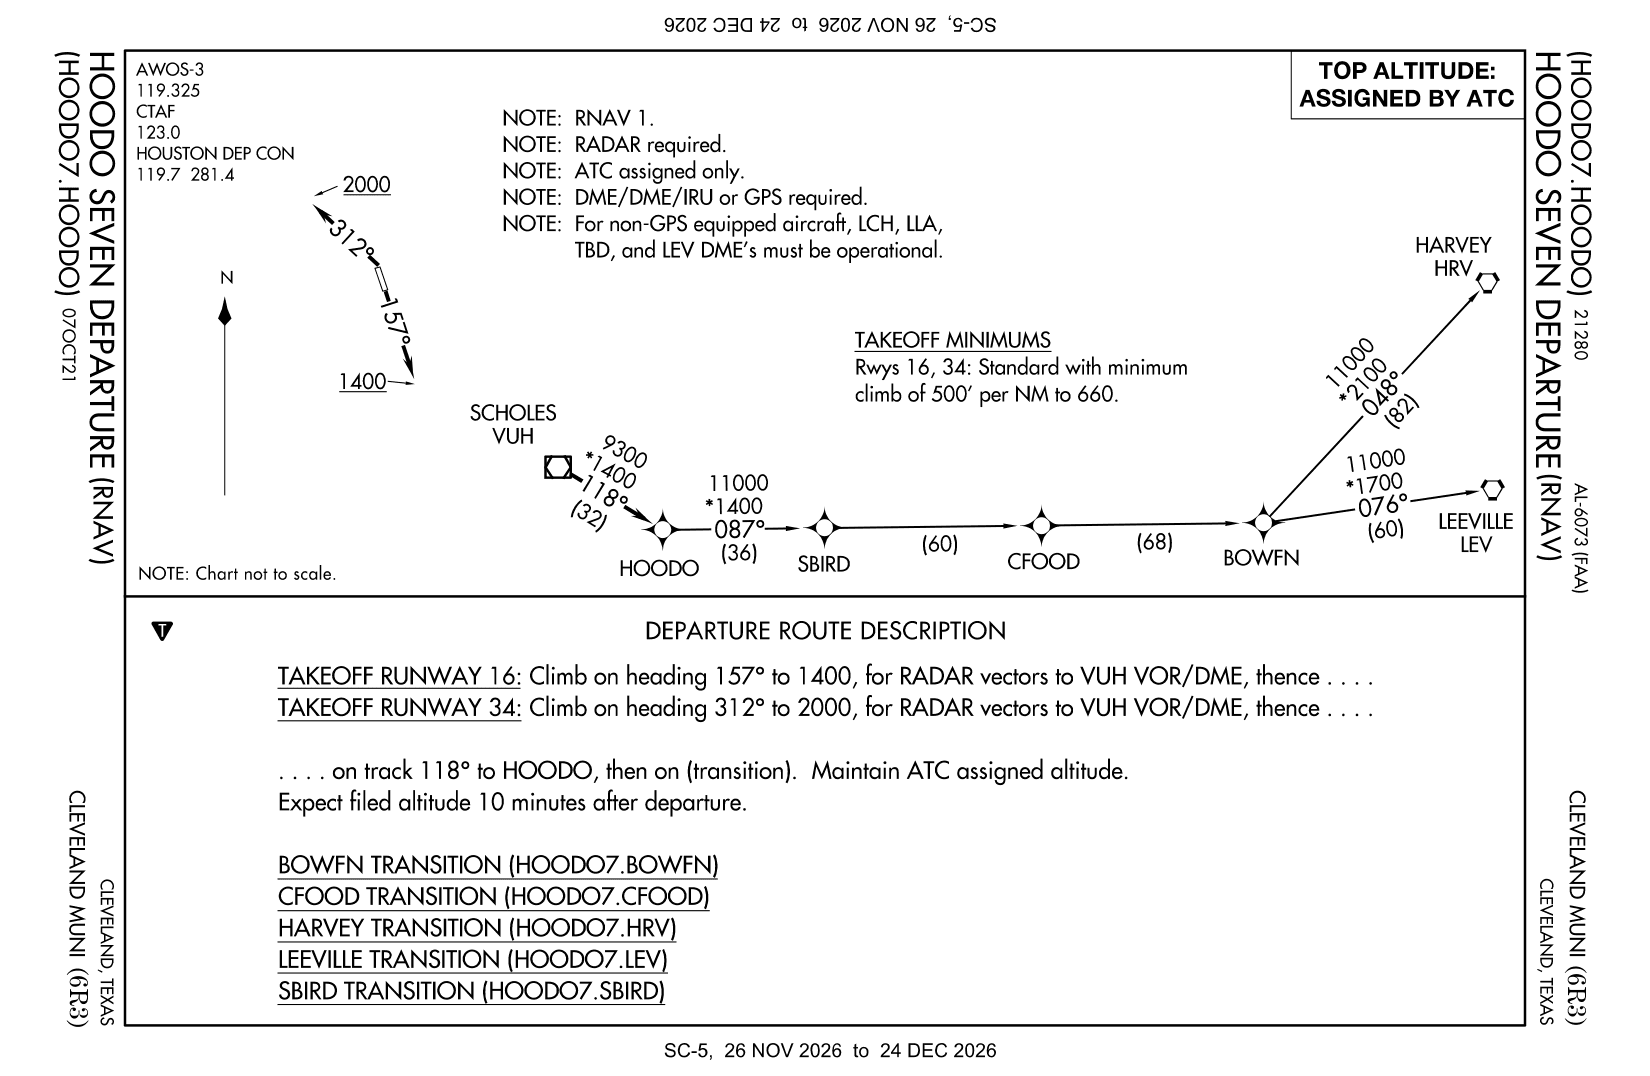 SC-5, 26 NOV 2026 to 24 DEC 2026
HOODO SEVEN DEPARTURE (RNAV)
(HOODO7.HOODO) 07OCT21
CLEVELAND, TEXAS
CLEVELAND MUNI (6R3)
(HOODO7.HOODO) 21280
HOODO SEVEN DEPARTURE (RNAV)
AL-6073 (FAA)
CLEVELAND MUNI (6R3)
CLEVELAND, TEXAS
AWOS-3
119.325
CTAF
123.0
HOUSTON DEP CON
119.7 281.4
TOP ALTITUDE:
ASSIGNED BY ATC
NOTE: RNAV 1.
NOTE: RADAR required.
NOTE: ATC assigned only.
NOTE: DME/DME/IRU or GPS required.
NOTE: For non-GPS equipped aircraft, LCH, LLA,
TBD, and LEV DME's must be operational.
2000
312°
N
157°
1400
TAKEOFF MINIMUMS
Rwys 16, 34: Standard with minimum
climb of 500' per NM to 660.
HARVEY
HRV
11000
*2100
048°
(82)
SCHOLES
VUH
9300
*1400
118°
(32)
HOODO
11000
*1400
087°
(36)
SBIRD
(60)
CFOOD
(68)
BOWFN
11000
*1700
076°
(60)
LEEVILLE
LEV
NOTE: Chart not to scale.
T
DEPARTURE ROUTE DESCRIPTION
TAKEOFF RUNWAY 16: Climb on heading 157° to 1400, for RADAR vectors to VUH VOR/DME, thence . . . .
TAKEOFF RUNWAY 34: Climb on heading 312° to 2000, for RADAR vectors to VUH VOR/DME, thence . . . .
. . . . on track 118° to HOODO, then on (transition). Maintain ATC assigned altitude.
Expect filed altitude 10 minutes after departure.
BOWFN TRANSITION (HOODO7.BOWFN)
CFOOD TRANSITION (HOODO7.CFOOD)
HARVEY TRANSITION (HOODO7.HRV)
LEEVILLE TRANSITION (HOODO7.LEV)
SBIRD TRANSITION (HOODO7.SBIRD)
SC-5, 26 NOV 2026 to 24 DEC 2026